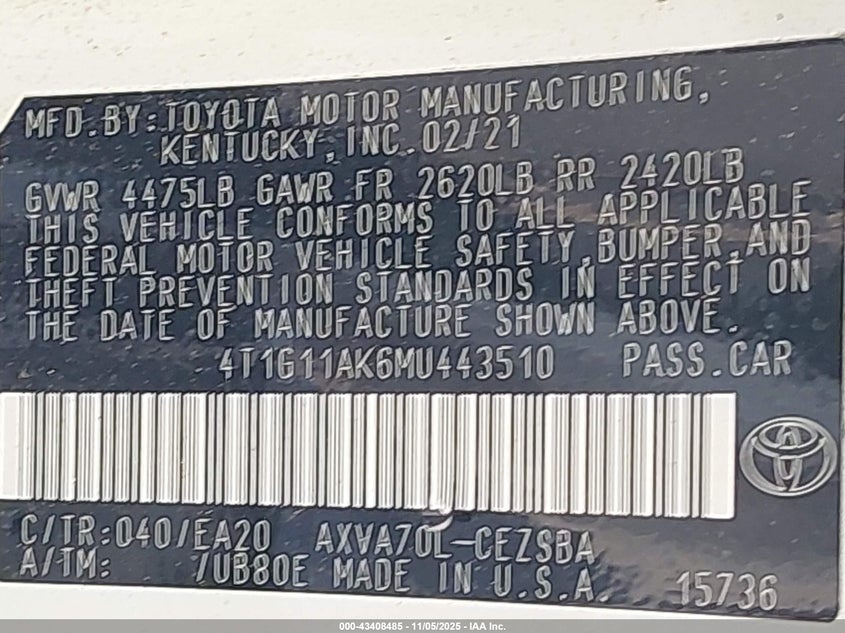 MFD.BY:TOYOTA MOTOR MANUFACTURING,
KENTUCKY, INC.02/21
GVWR 4475LB GAWR FR 2620LB RR 2420LB
THIS VEHICLE CONFORMS TO ALL APPLICABLE
FEDERAL MOTOR VEHICLE SAFETY,BUMPER,AND
THEFT PREVENTION STANDARDS IN EFFECT ON
THE DATE OF MANUFACTURE SHOWN ABOVE.
4T1G11AK6MU443510 PASS.CAR
C/TR:040/EA20 AXVA70L-CEZSBA
A/TM: /UB80E MADE IN U.S.A. 15736
000-43408485 - 11/05/2025 - IAA Inc.